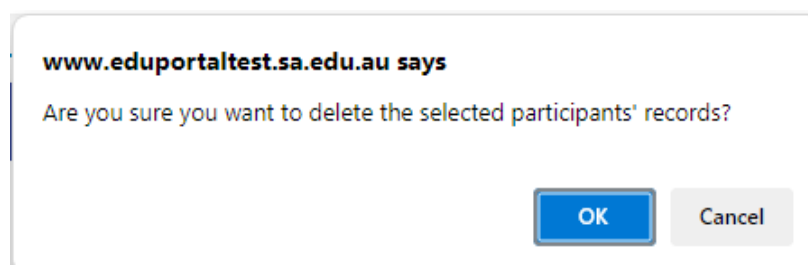 www.eduportaltest.sa.edu.au says
Are you sure you want to delete the selected participants' records?
OK
Cancel